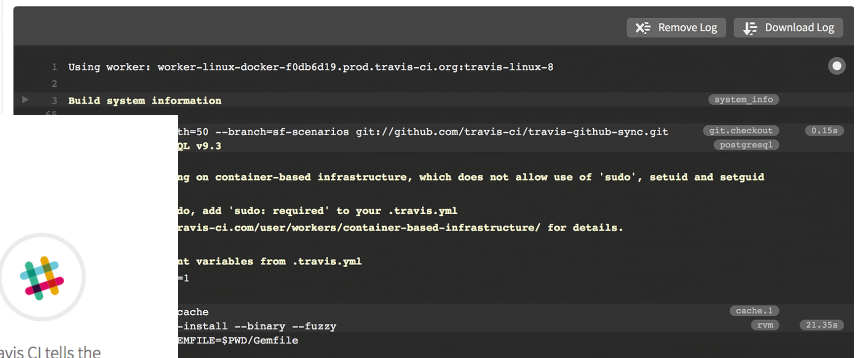 Remove Log Download Log
1 Using worker: worker-linux-docker-f0db6d19.prod.travis-ci.org:travis-linux-8
2
3 Build system information system_info
65
th=50 --branch=sf-scenarios git://github.com/travis-ci/travis-github-sync.git git.checkout 0.15s
QL v9.3 postgresql
ng on container-based infrastructure, which does not allow use of 'sudo', setuid and setguid
do, add 'sudo: required' to your .travis.yml
ravis-ci.com/user/workers/container-based-infrastructure/ for details.
nt variables from .travis.yml
=1
cache cache.1
-install --binary --fuzzy rvm 21.35s
EMFILE=$PWD/Gemfile
avis CI tells the